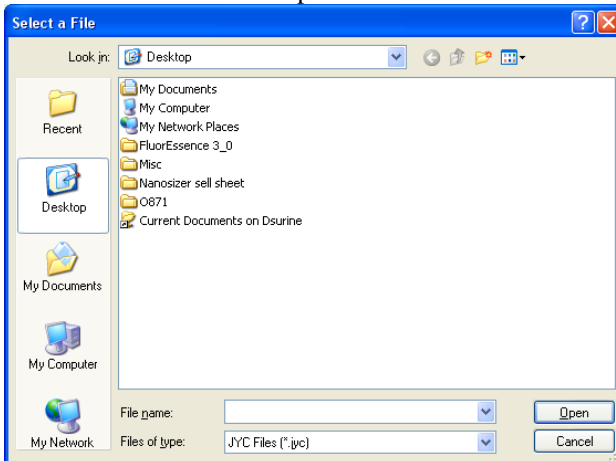 Select a File
Look in: Desktop
Recent
Desktop
My Documents
My Computer
My Network
My Documents
My Computer
My Network Places
FluorEssence 3_0
Misc
Nanosizer sell sheet
O871
Current Documents on Dsurine
File name: Open
Files of type: JYC Files (*.jyc) Cancel